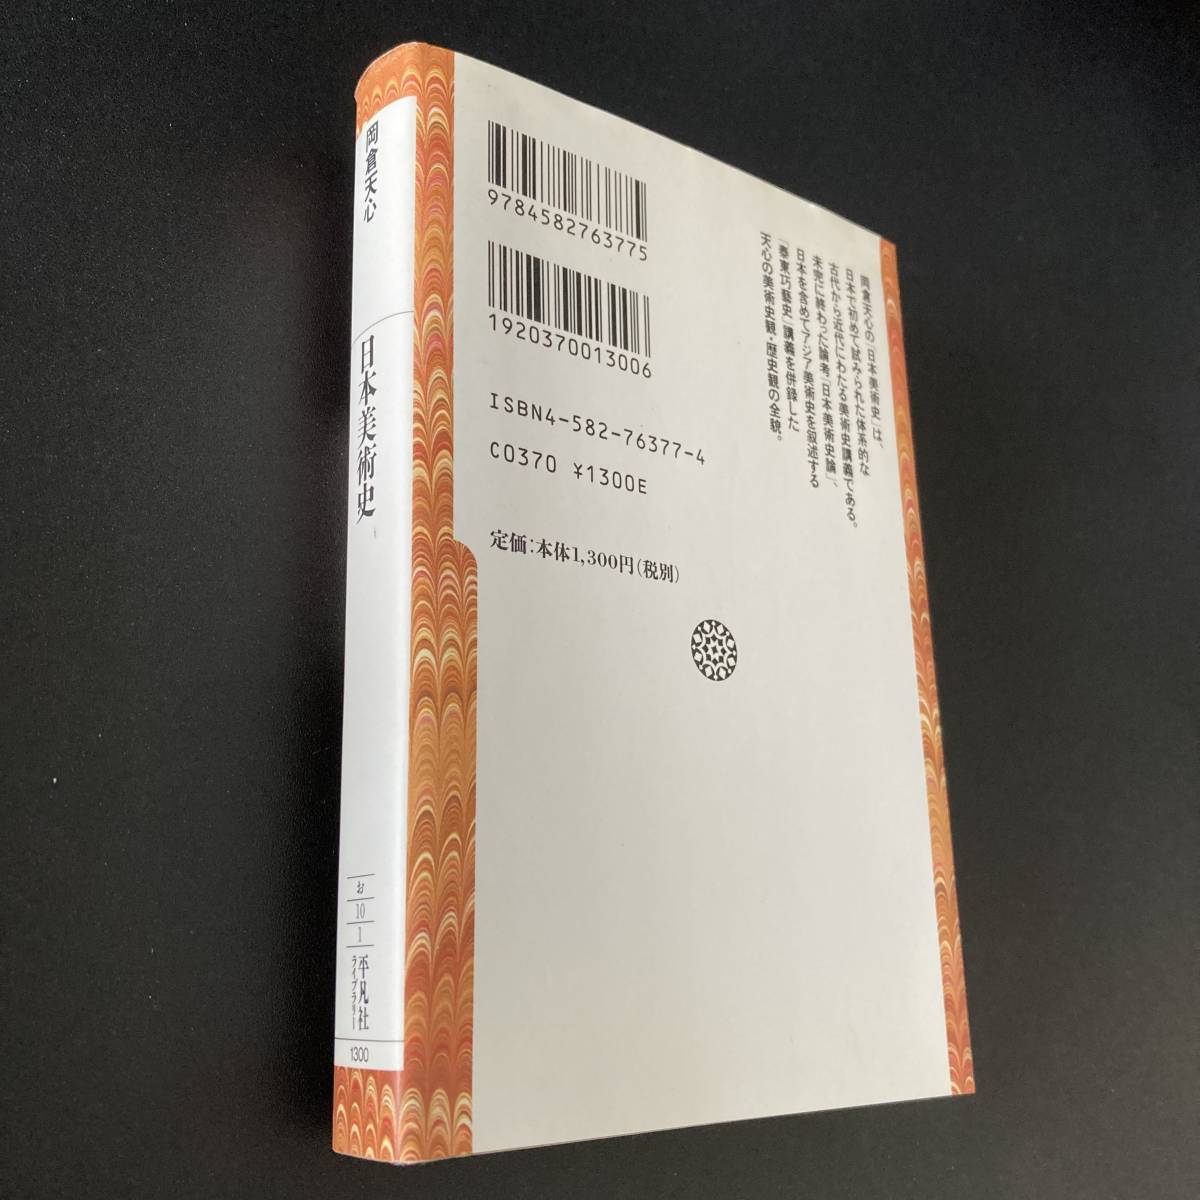 岡倉天心
日本美術史
お
10
1
平凡社
ライブラリー
1300
9784582763775
1920370013006
ISBN4-582-76377-4
C0370 ¥1300E
定価:本体1,300円(税別)
岡倉天心の「日本美術史」は、
日本で初めて試みられた体系的な
古代から近代にわたる美術史講義である。
未完に終わった論考「日本美術史論」、
日本を含めてアジア美術史を叙述する
「泰東巧藝史」講義を併録した
天心の美術史観・歴史観の全貌。